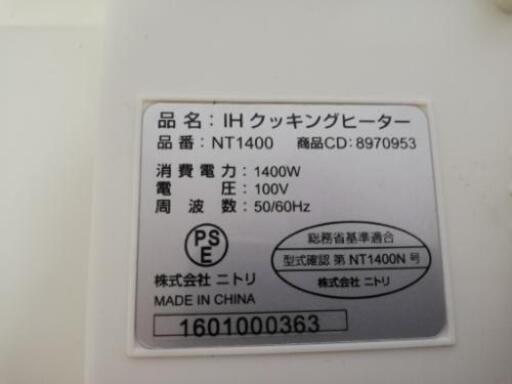 品名：IHクッキングヒーター
品番：NT1400 商品CD：8970953
消費電力：1400W
電圧：100V
周波数：50/60Hz
PSE
総務省基準適合
型式確認 第 NT1400N 号
株式会社 ニトリ
株式会社 ニトリ
MADE IN CHINA
1601000363